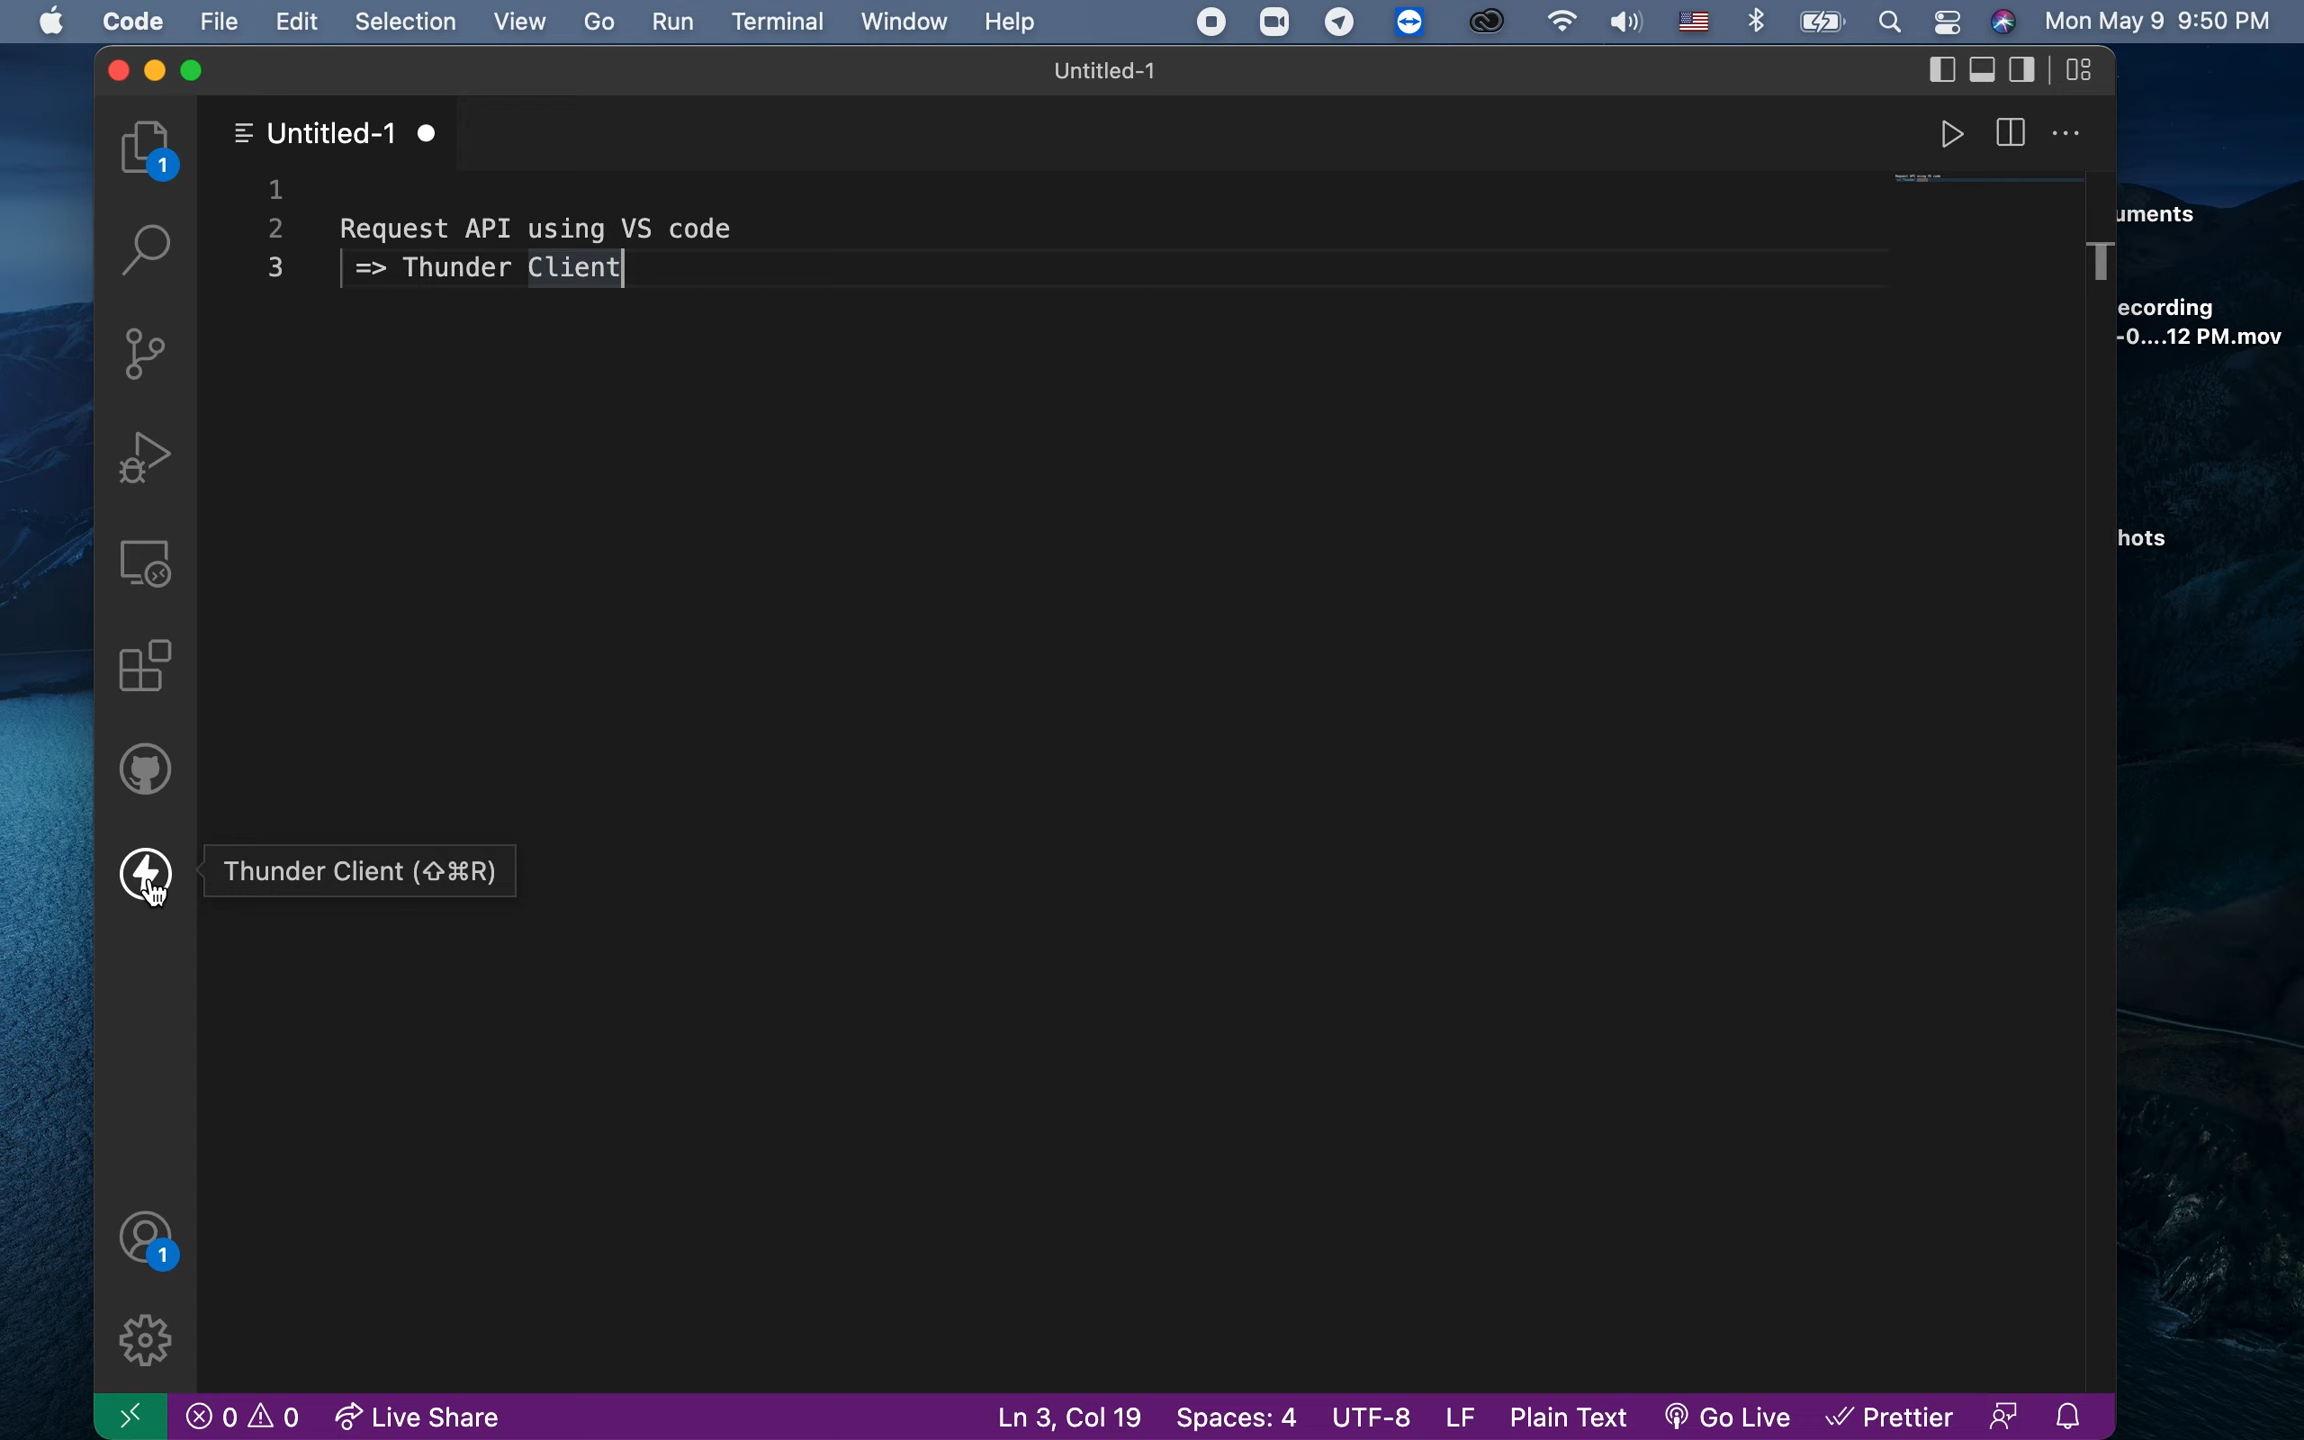 Code File Edit Selection View Go Run Terminal Window Help Mon May 9 9:50 PM
Untitled-1
Untitled-1
1
1
2 Request API using VS code
3 => Thunder Client
uments
ecording
-0....12 PM.mov
hots
Thunder Client (⇧⌘R)
1
0 0 Live Share Ln 3, Col 19 Spaces: 4 UTF-8 LF Plain Text Go Live Prettier